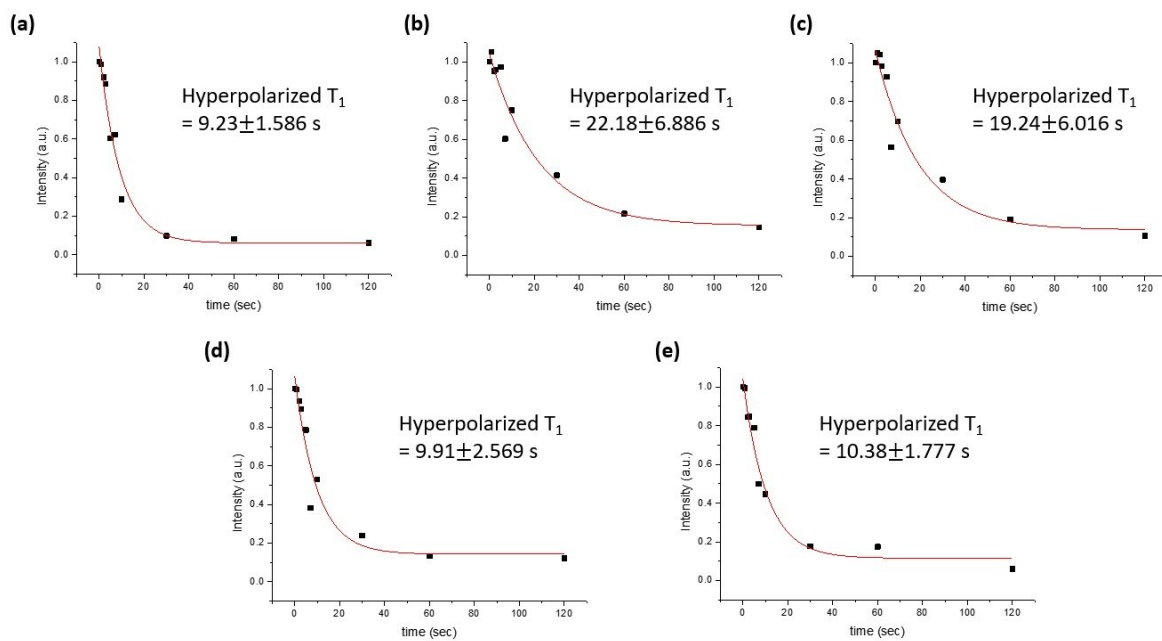 (a)
1.0
0.8
0.6
0.4
0.2
0.0
Intensity (a.u.)
0
20
40
60
80
100
120
time (sec)
Hyperpolarized T₁
= 9.23±1.586 s
(b)
1.0
0.8
0.6
0.4
0.2
0.0
Intensity (a.u.)
0
20
40
60
80
100
120
time (sec)
Hyperpolarized T₁
= 22.18±6.886 s
(c)
1.0
0.8
0.6
0.4
0.2
0.0
Intensity (a.u.)
0
20
40
60
80
100
120
time (sec)
Hyperpolarized T₁
= 19.24±6.016 s
(d)
1.0
0.8
0.6
0.4
0.2
0.0
Intensity (a.u.)
0
20
40
60
80
100
120
time (sec)
Hyperpolarized T₁
= 9.91±2.569 s
(e)
1.0
0.8
0.6
0.4
0.2
0.0
Intensity (a.u.)
0
20
40
60
80
100
120
time (sec)
Hyperpolarized T₁
= 10.38±1.777 s